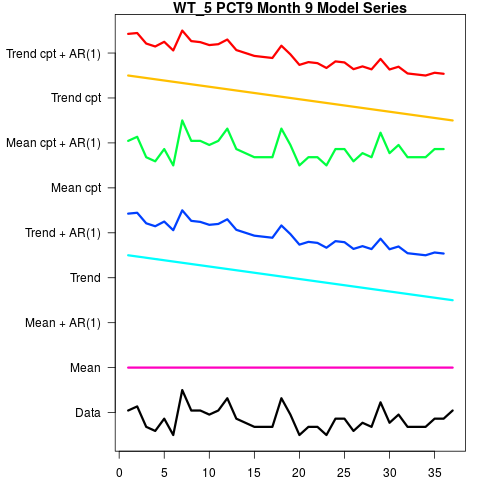 WT_5 PCT9 Month 9 Model Series
Trend cpt + AR(1)
Trend cpt
Mean cpt + AR(1)
Mean cpt
Trend + AR(1)
Trend
Mean + AR(1)
Mean
Data
0 5 10 15 20 25 30 35